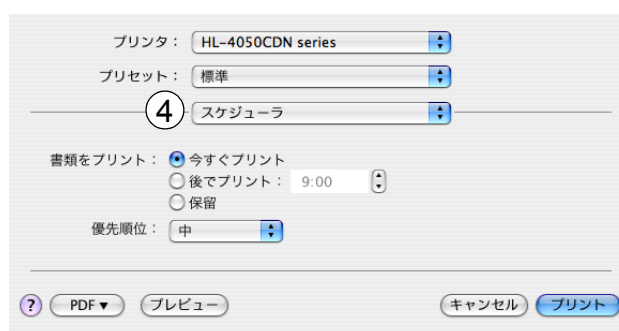 プリンタ： HL-4050CDN series
プリセット： 標準
④ スケジューラ
書類をプリント： 今すぐプリント
後でプリント： 9:00
保留
優先順位： 中
? PDF▼ プレビュー キャンセル プリント